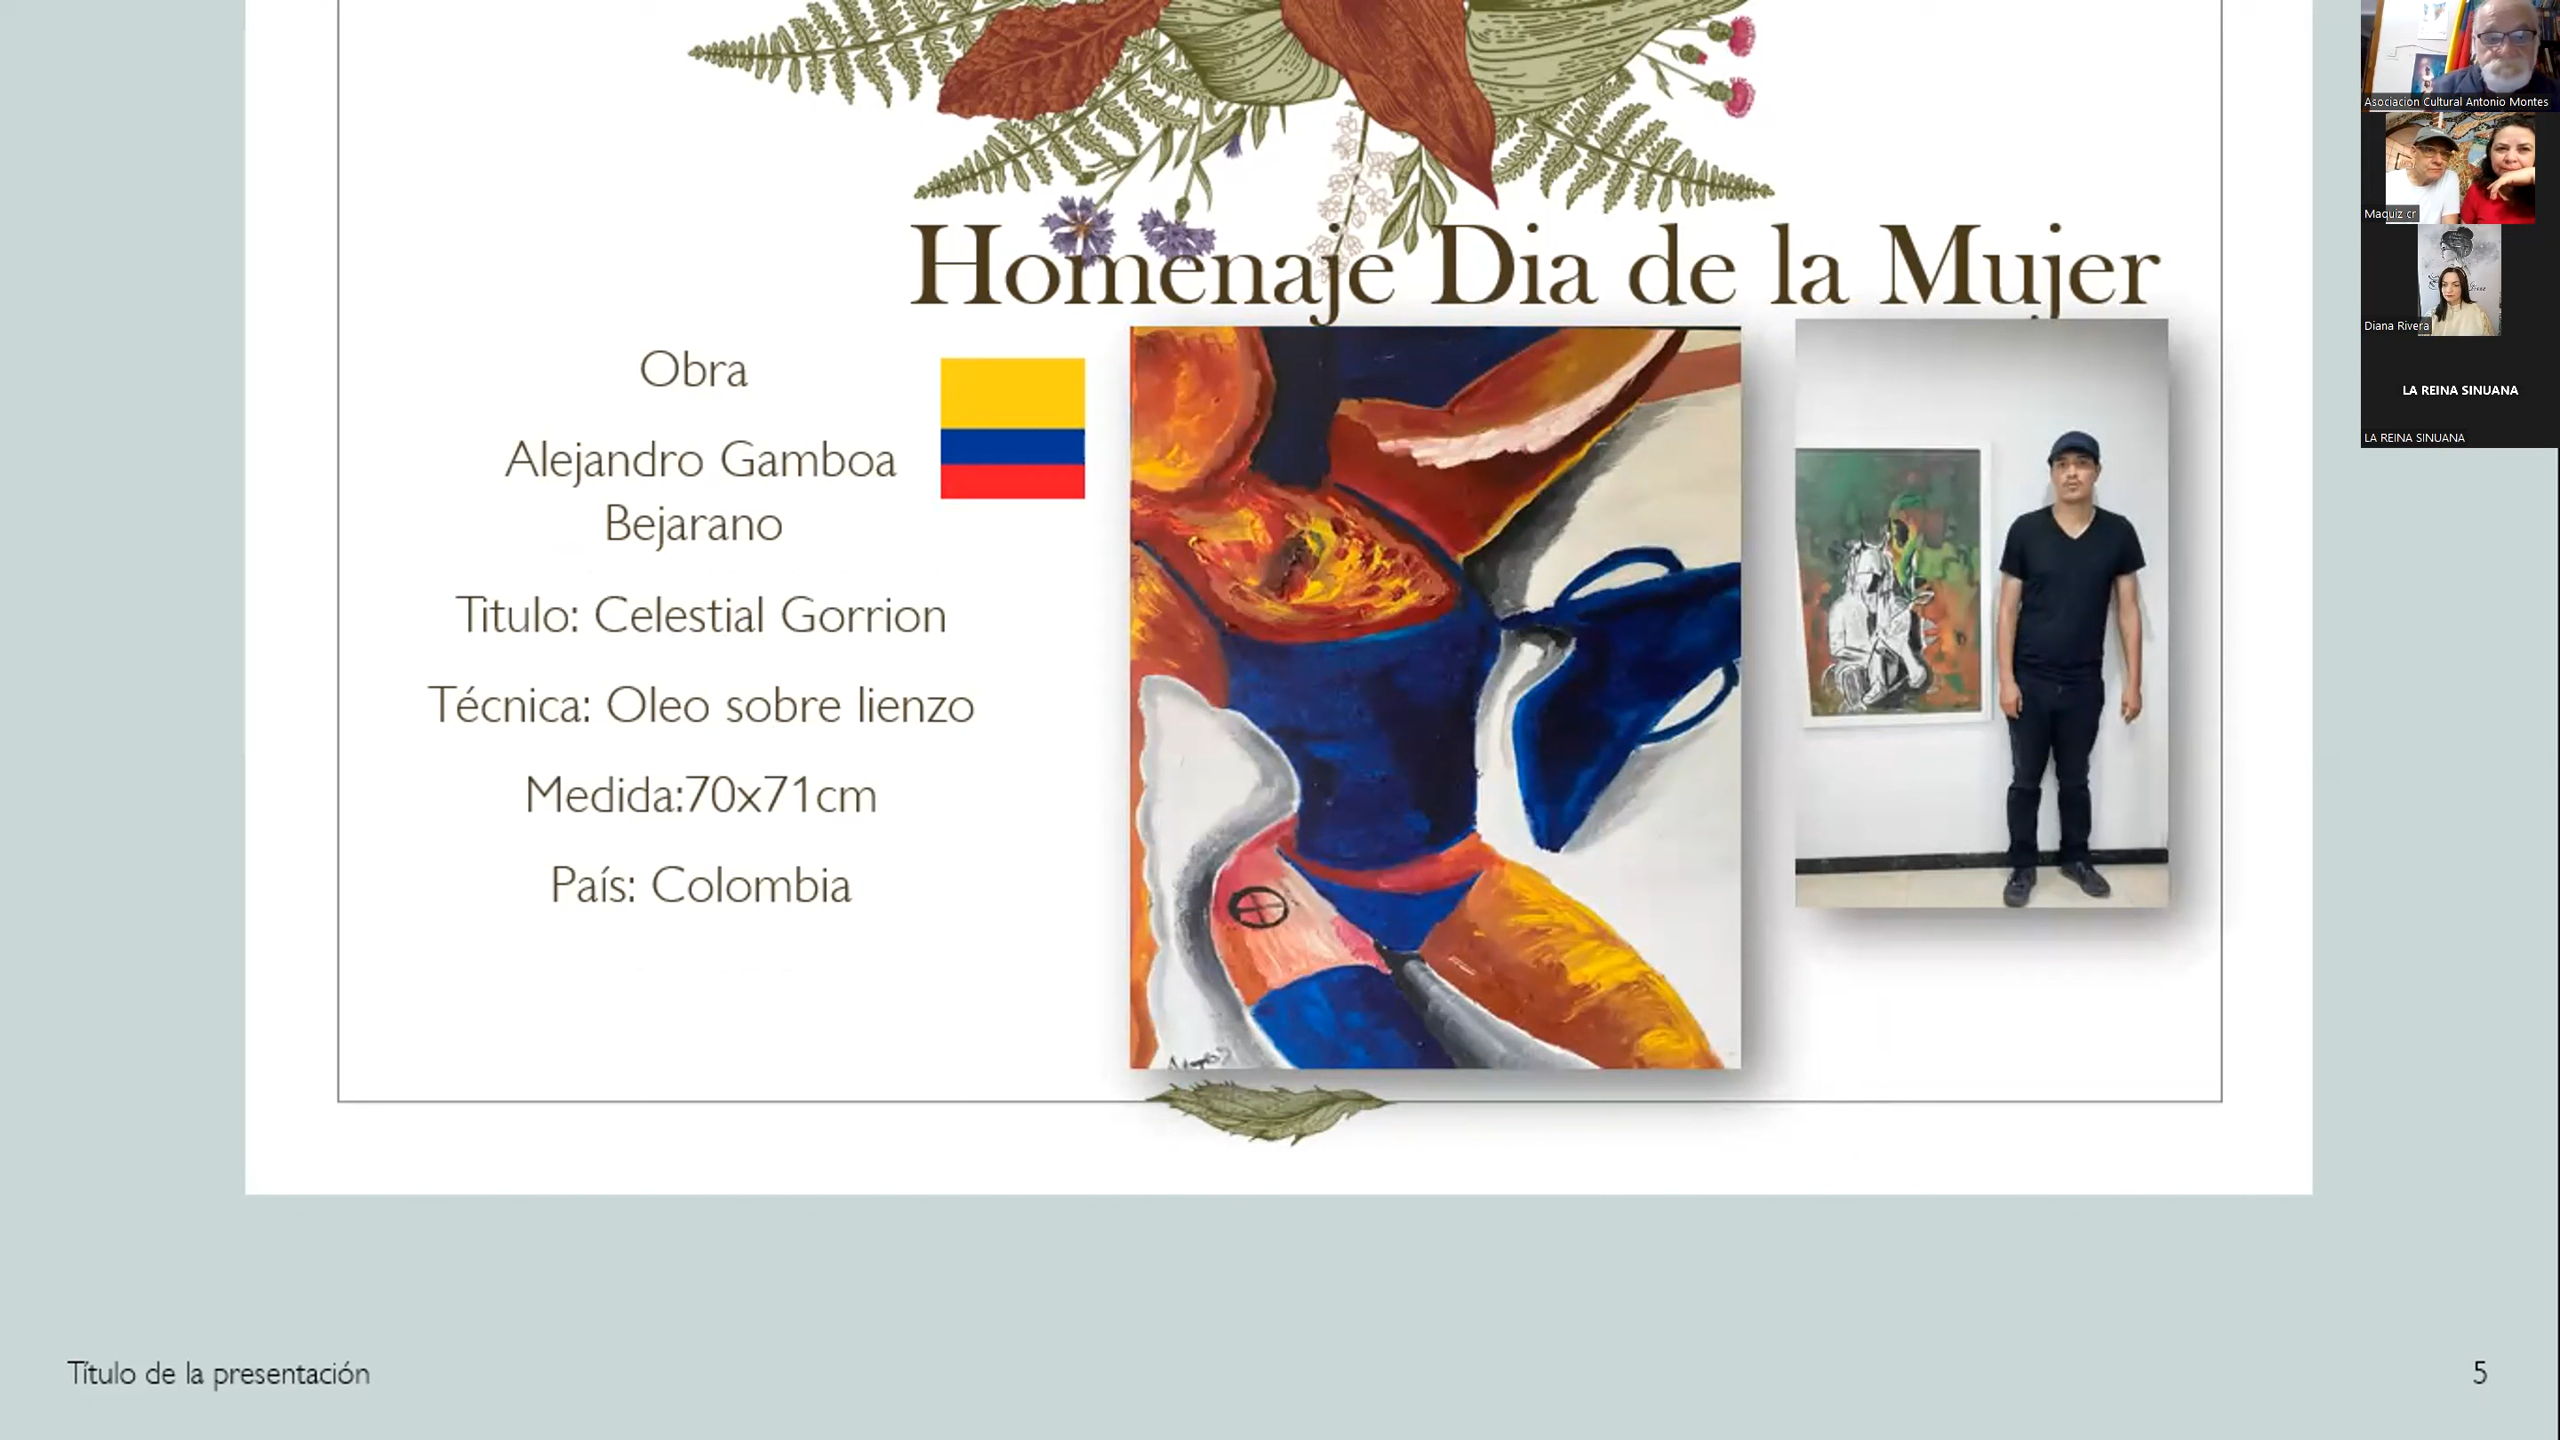 Homenaje Dia de la Mujer
Obra
Alejandro Gamboa
Bejarano
Titulo: Celestial Gorrion
Técnica: Oleo sobre lienzo
Medida:70x71cm
País: Colombia
Título de la presentación
5
Asociacion Cultural Antonio Montes
Maquiz cr
Diana Rivera
LA REINA SINUANA
LA REINA SINUANA